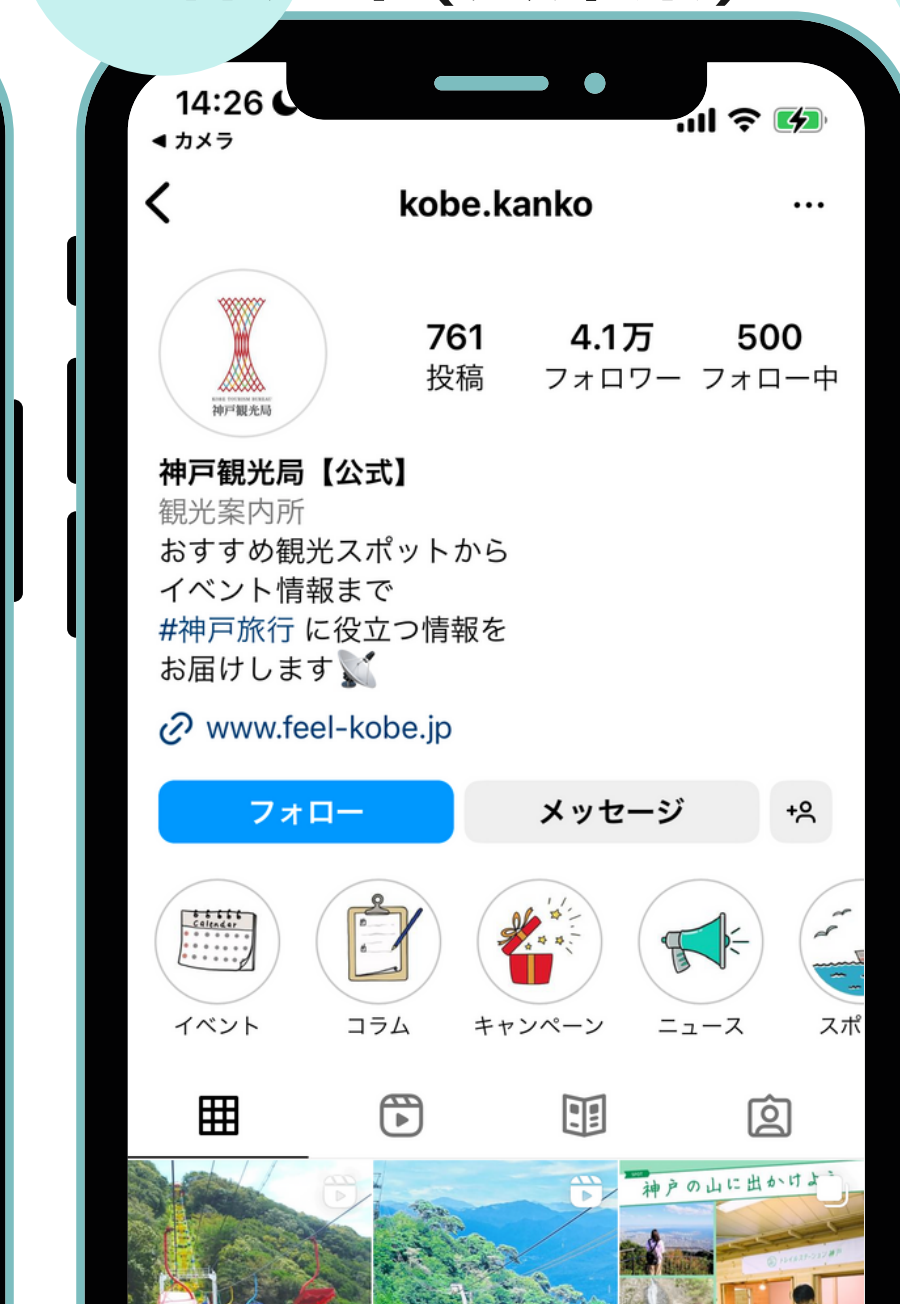 14:26
◀ カメラ
kobe.kanko
KOBE TOURISM BUREAU
神戸観光局
761
投稿
4.1万
フォロワー
500
フォロー中
神戸観光局【公式】
観光案内所
おすすめ観光スポットから
イベント情報まで
#神戸旅行 に役立つ情報を
お届けします
www.feel-kobe.jp
フォロー
メッセージ
Calendar
イベント
コラム
キャンペーン
ニュース
スポ
神戸の山に出かけよう